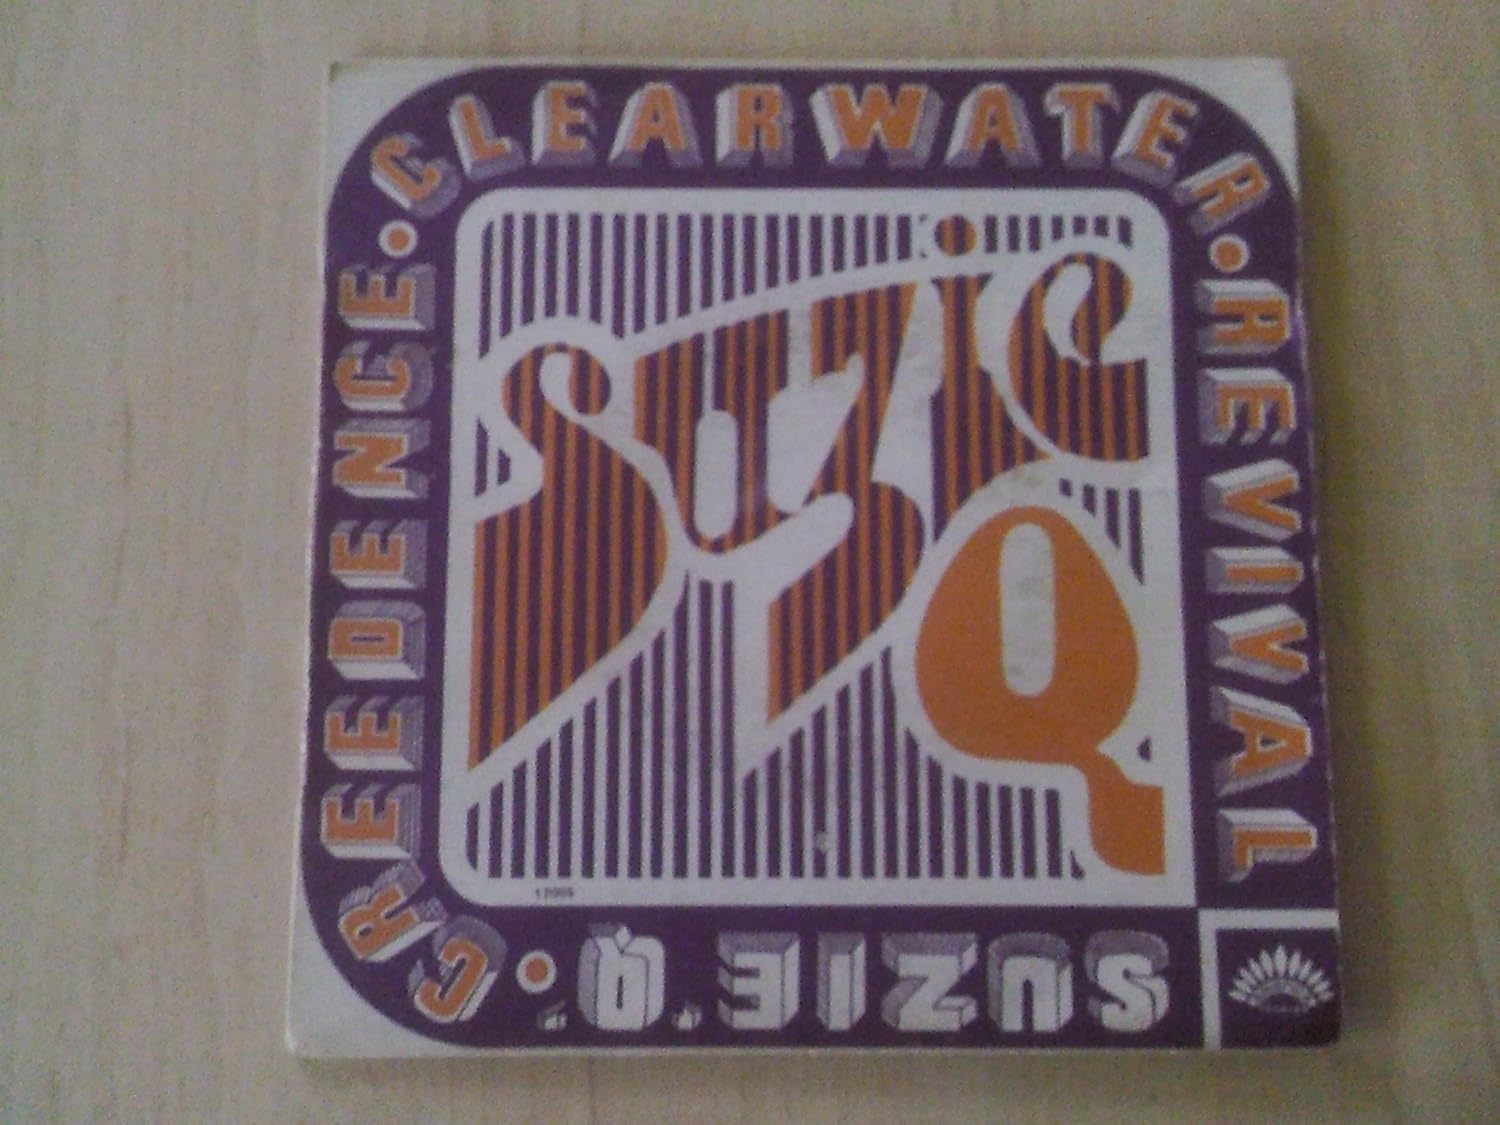 CREEDENCE · CLEARWATER · REVIVAL
SUZIE "Q" ·
SUZIE
Q